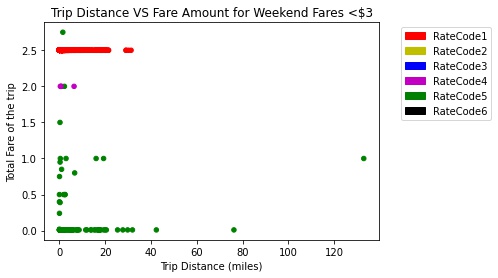 Trip Distance VS Fare Amount for Weekend Fares <$3
RateCode1
RateCode2
RateCode3
RateCode4
RateCode5
RateCode6
Total Fare of the trip
2.5
2.0
1.5
1.0
0.5
0.0
0 20 40 60 80 100 120
Trip Distance (miles)